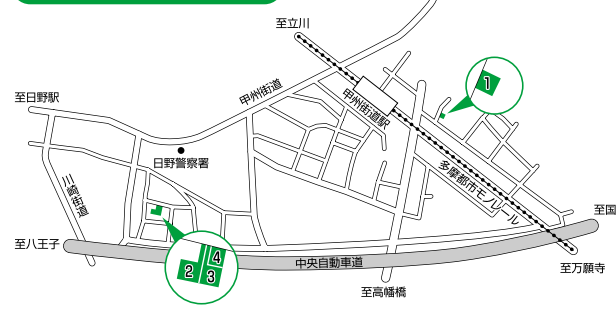 至立川
至日野駅
甲州街道
甲州街道駅
1
日野警察署
多摩都市モノレール
川崎街道
至国
至八王子
4
2
3
中央自動車道
至万願寺
至高幡橋